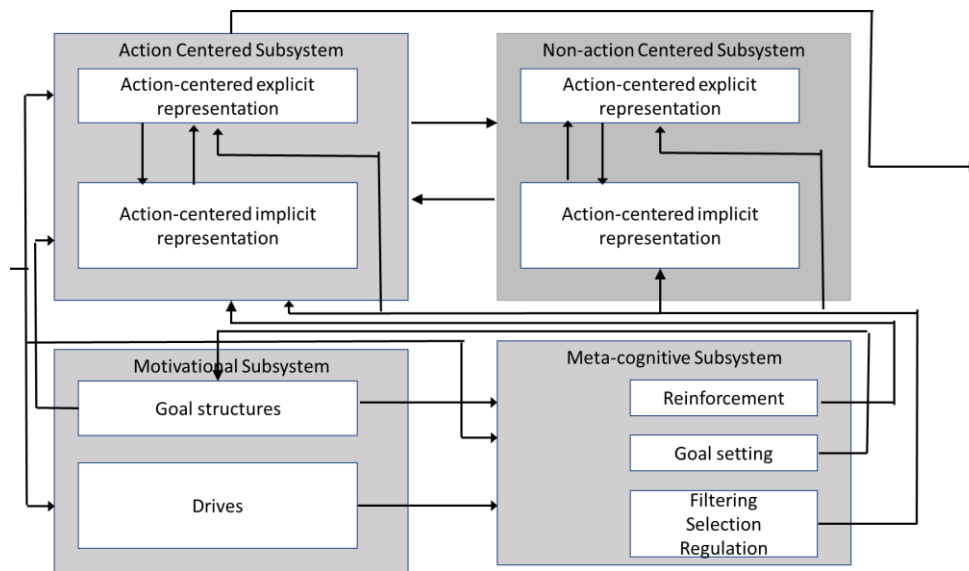 Action Centered Subsystem
Action-centered explicit
representation
Action-centered implicit
representation
Non-action Centered Subsystem
Action-centered explicit
representation
Action-centered implicit
representation
Motivational Subsystem
Goal structures
Drives
Meta-cognitive Subsystem
Reinforcement
Goal setting
Filtering
Selection
Regulation